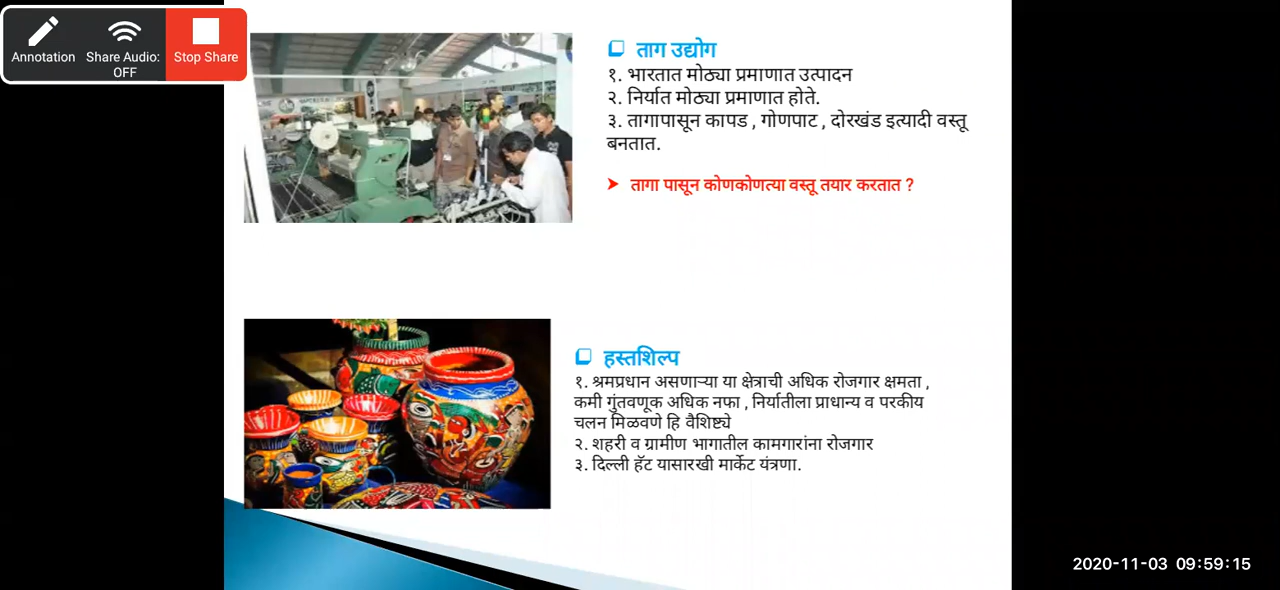 Annotation
Share Audio:
OFF
Stop Share
ताग उद्योग
१. भारतात मोठ्या प्रमाणात उत्पादन
२. निर्यात मोठ्या प्रमाणात होते.
३. तागापासून कापड , गोणपाट , दोरखंड इत्यादी वस्तू
बनतात.
तागा पासून कोणकोणत्या वस्तू तयार करतात ?
हस्तशिल्प
१. श्रमप्रधान असणाऱ्या या क्षेत्राची अधिक रोजगार क्षमता ,
कमी गुंतवणूक अधिक नफा , निर्यातीला प्राधान्य व परकीय
चलन मिळवणे हि वैशिष्ट्ये
२. शहरी व ग्रामीण भागातील कामगारांना रोजगार
३. दिल्ली हॅट यासारखी मार्केट यंत्रणा.
2020-11-03 09:59:15